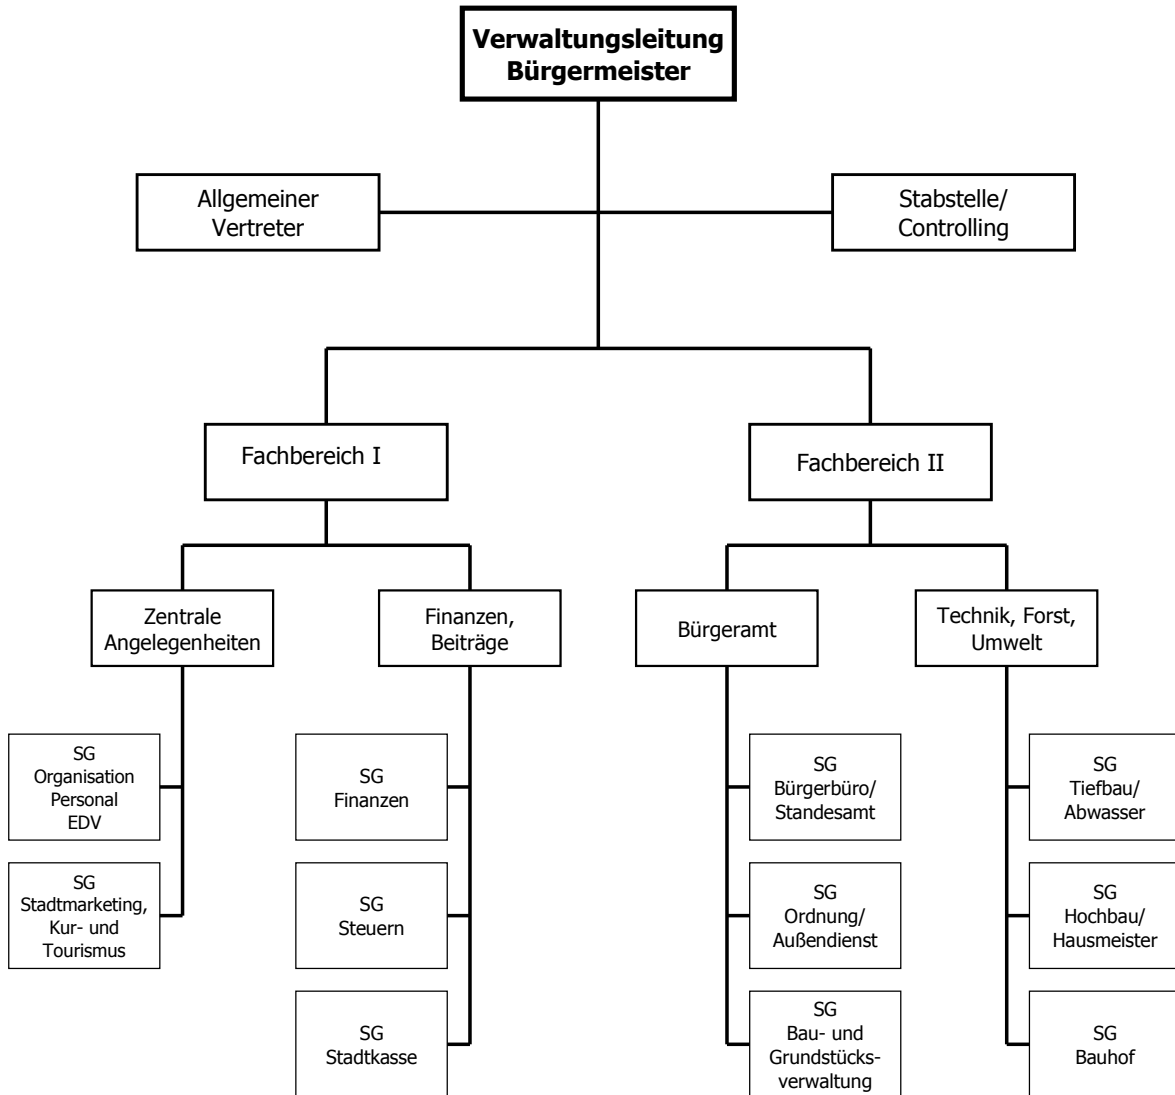 Verwaltungsleitung
Bürgermeister
Allgemeiner
Vertreter
Stabstelle/
Controlling
Fachbereich I
Fachbereich II
Zentrale
Angelegenheiten
Finanzen,
Beiträge
Bürgeramt
Technik, Forst,
Umwelt
SG
Organisation
Personal
EDV
SG
Finanzen
SG
Bürgerbüro/
Standesamt
SG
Tiefbau/
Abwasser
SG
Stadtmarketing,
Kur- und
Tourismus
SG
Steuern
SG
Ordnung/
Außendienst
SG
Hochbau/
Hausmeister
SG
Stadtkasse
SG
Bau- und
Grundstücks-
verwaltung
SG
Bauhof